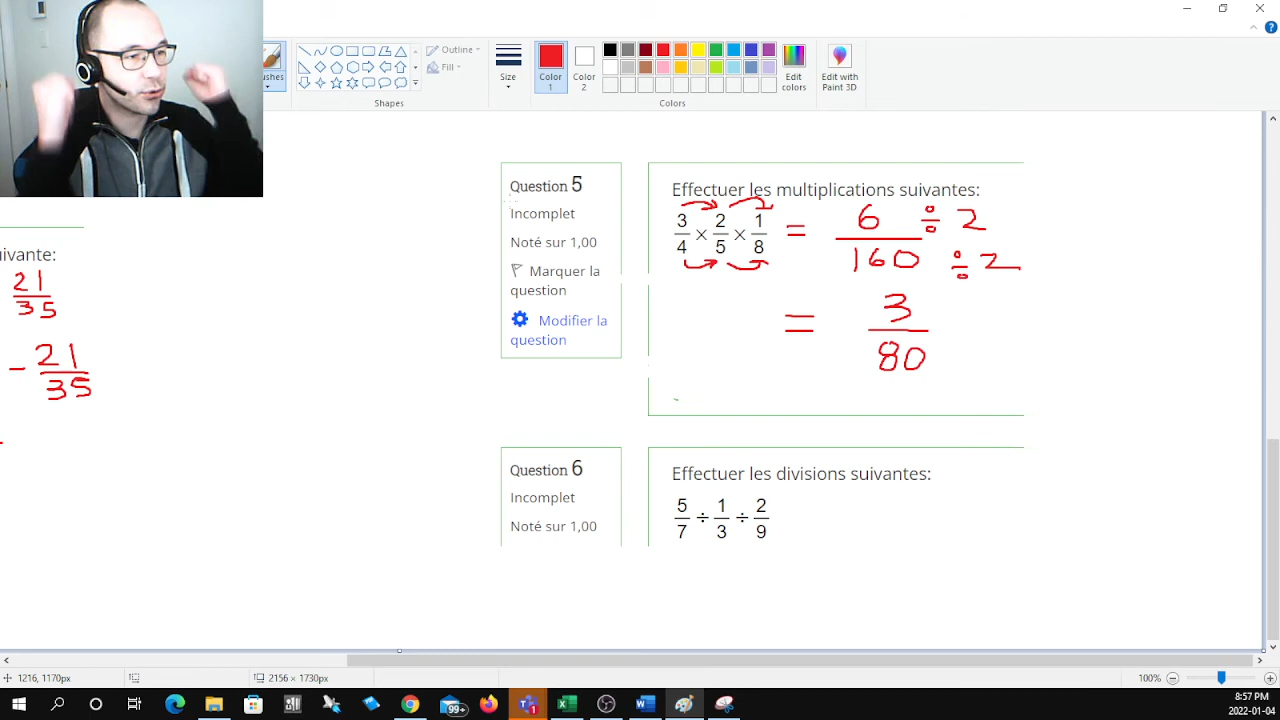 Outline
Fill
Brushes
Size
Color 1
Color 2
Edit colors
Edit with Paint 3D
Shapes
Colors
uivante:
21
35
- 21
35
Question 5
Incomplet
Noté sur 1,00
Marquer la
question
Modifier la
question
Effectuer les multiplications suivantes:
3/4 × 2/5 × 1/8 = 6/160 ÷ 2 ÷ 2
= 3/80
Question 6
Incomplet
Noté sur 1,00
Effectuer les divisions suivantes:
5/7 ÷ 1/3 ÷ 2/9
1216, 1170px
2156 × 1730px
100%
99+
1
8:57 PM
2022-01-04